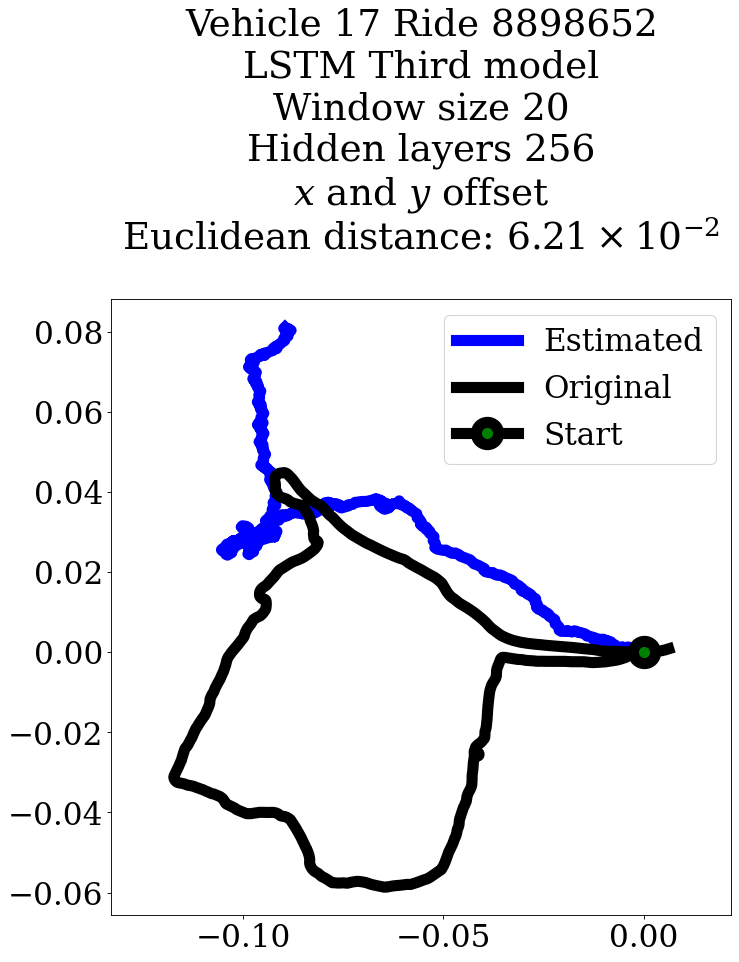 Vehicle 17 Ride 8898652
LSTM Third model
Window size 20
Hidden layers 256
x and y offset
Euclidean distance: 6.21 × 10⁻²
Estimated
Original
Start
0.08
0.06
0.04
0.02
0.00
−0.02
−0.04
−0.06
−0.10
−0.05
0.00